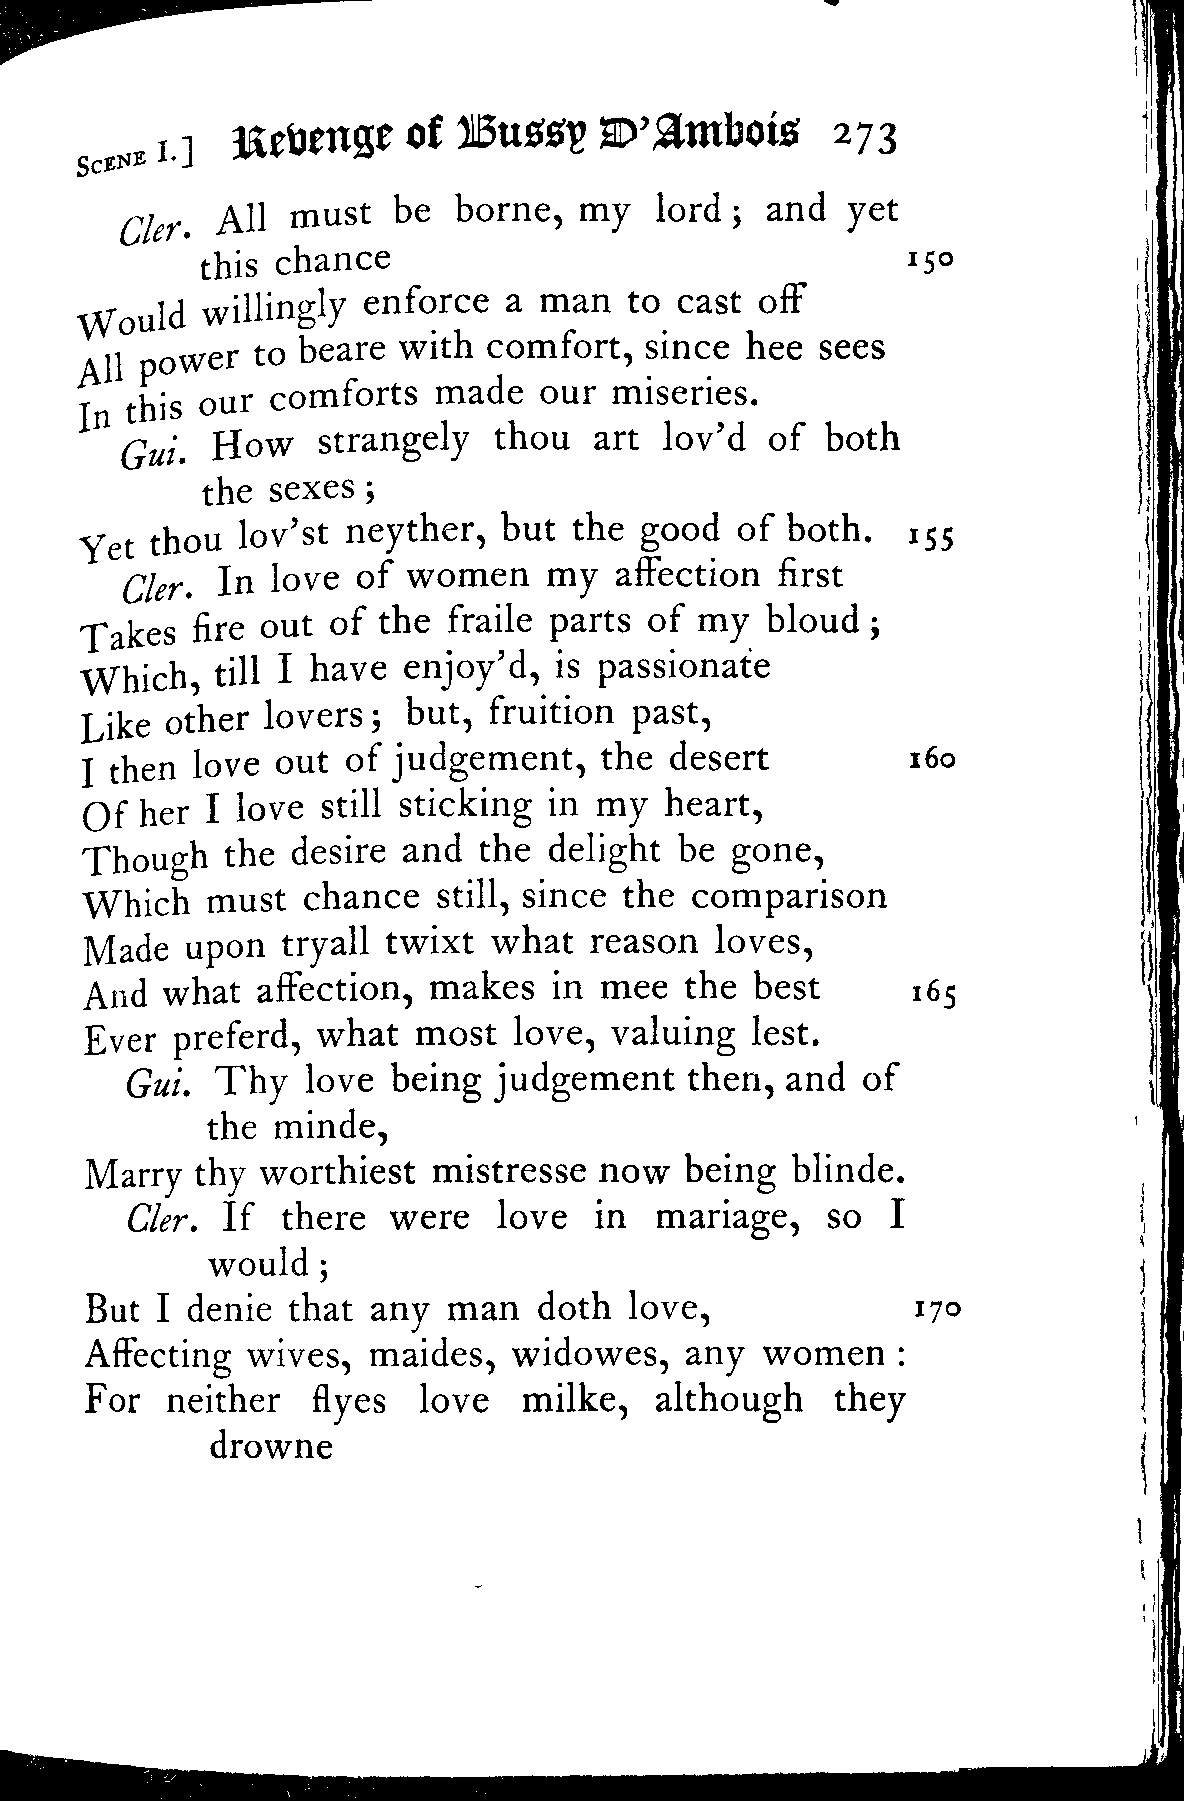 SCENE I.] Revenge of Bussy D'Ambois 273
Cler. All must be borne, my lord; and yet
this chance 150
Would willingly enforce a man to cast off
All power to beare with comfort, since hee sees
In this our comforts made our miseries.
Gui. How strangely thou art lov'd of both
the sexes;
Yet thou lov'st neyther, but the good of both. 155
Cler. In love of women my affection first
Takes fire out of the fraile parts of my bloud;
Which, till I have enjoy'd, is passionate
Like other lovers; but, fruition past,
I then love out of judgement, the desert 160
Of her I love still sticking in my heart,
Though the desire and the delight be gone,
Which must chance still, since the comparison
Made upon tryall twixt what reason loves,
And what affection, makes in mee the best 165
Ever preferd, what most love, valuing lest.
Gui. Thy love being judgement then, and of
the minde,
Marry thy worthiest mistresse now being blinde.
Cler. If there were love in mariage, so I
would;
But I denie that any man doth love, 170
Affecting wives, maides, widowes, any women:
For neither flyes love milke, although they
drowne